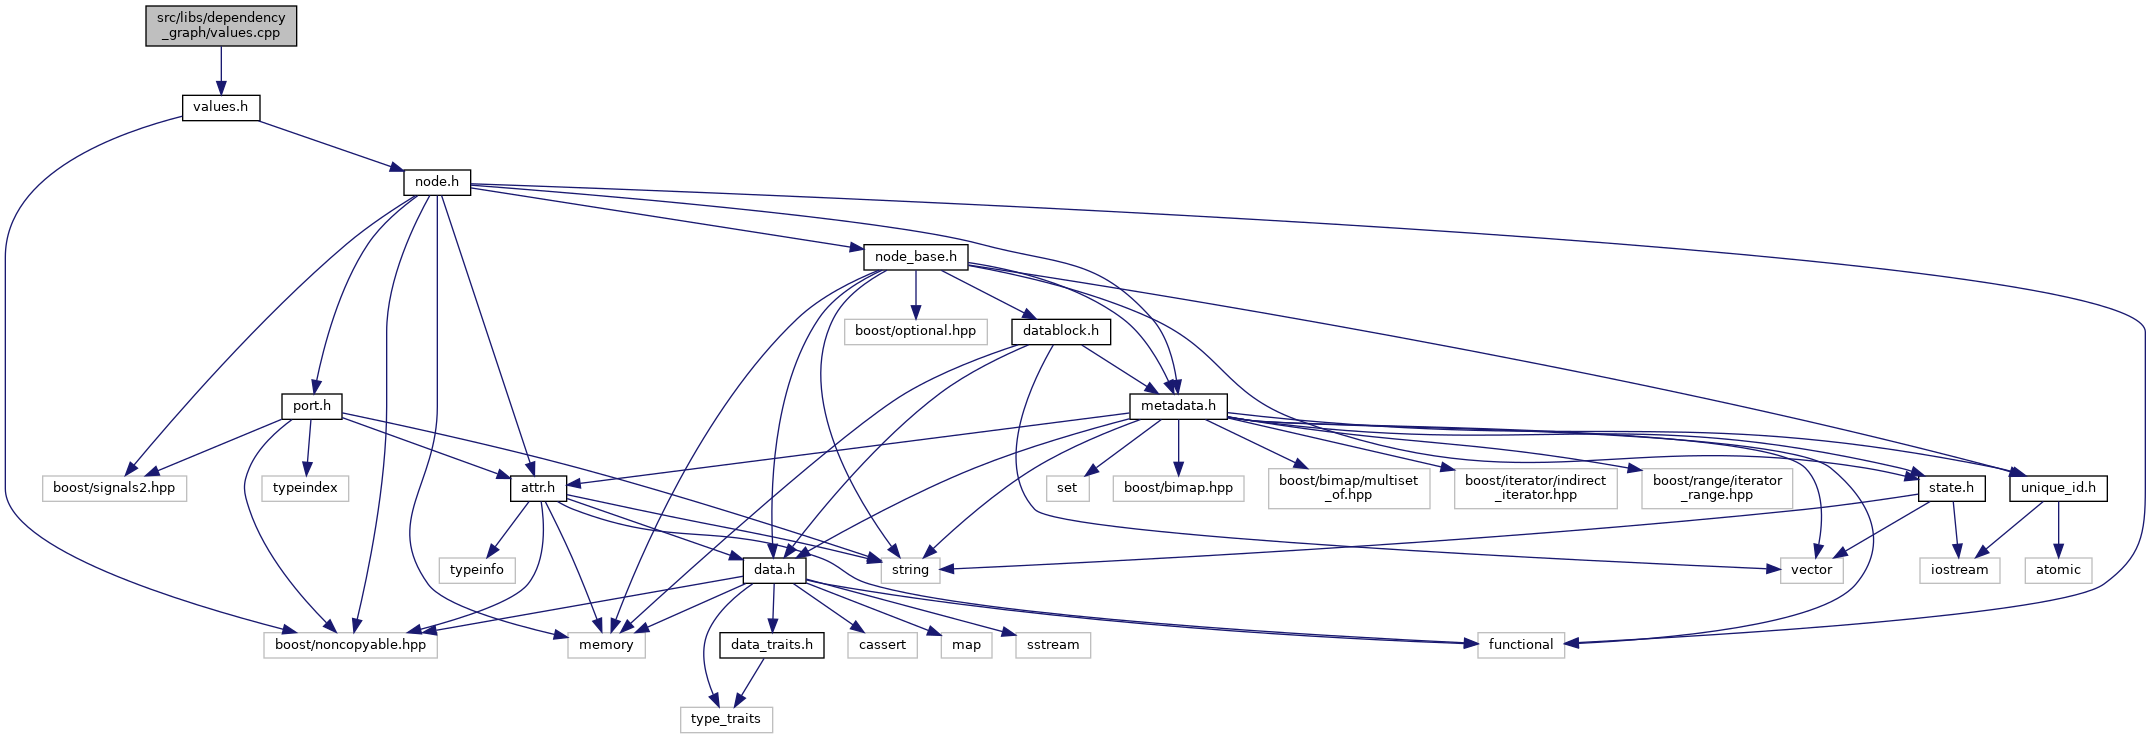 src/libs/dependency
_graph/values.cpp
values.h
node.h
node_base.h
boost/optional.hpp
datablock.h
port.h
metadata.h
boost/signals2.hpp
typeindex
attr.h
set
boost/bimap.hpp
boost/bimap/multiset
_of.hpp
boost/iterator/indirect
_iterator.hpp
boost/range/iterator
_range.hpp
state.h
unique_id.h
typeinfo
data.h
string
vector
iostream
atomic
boost/noncopyable.hpp
memory
data_traits.h
cassert
map
sstream
functional
type_traits